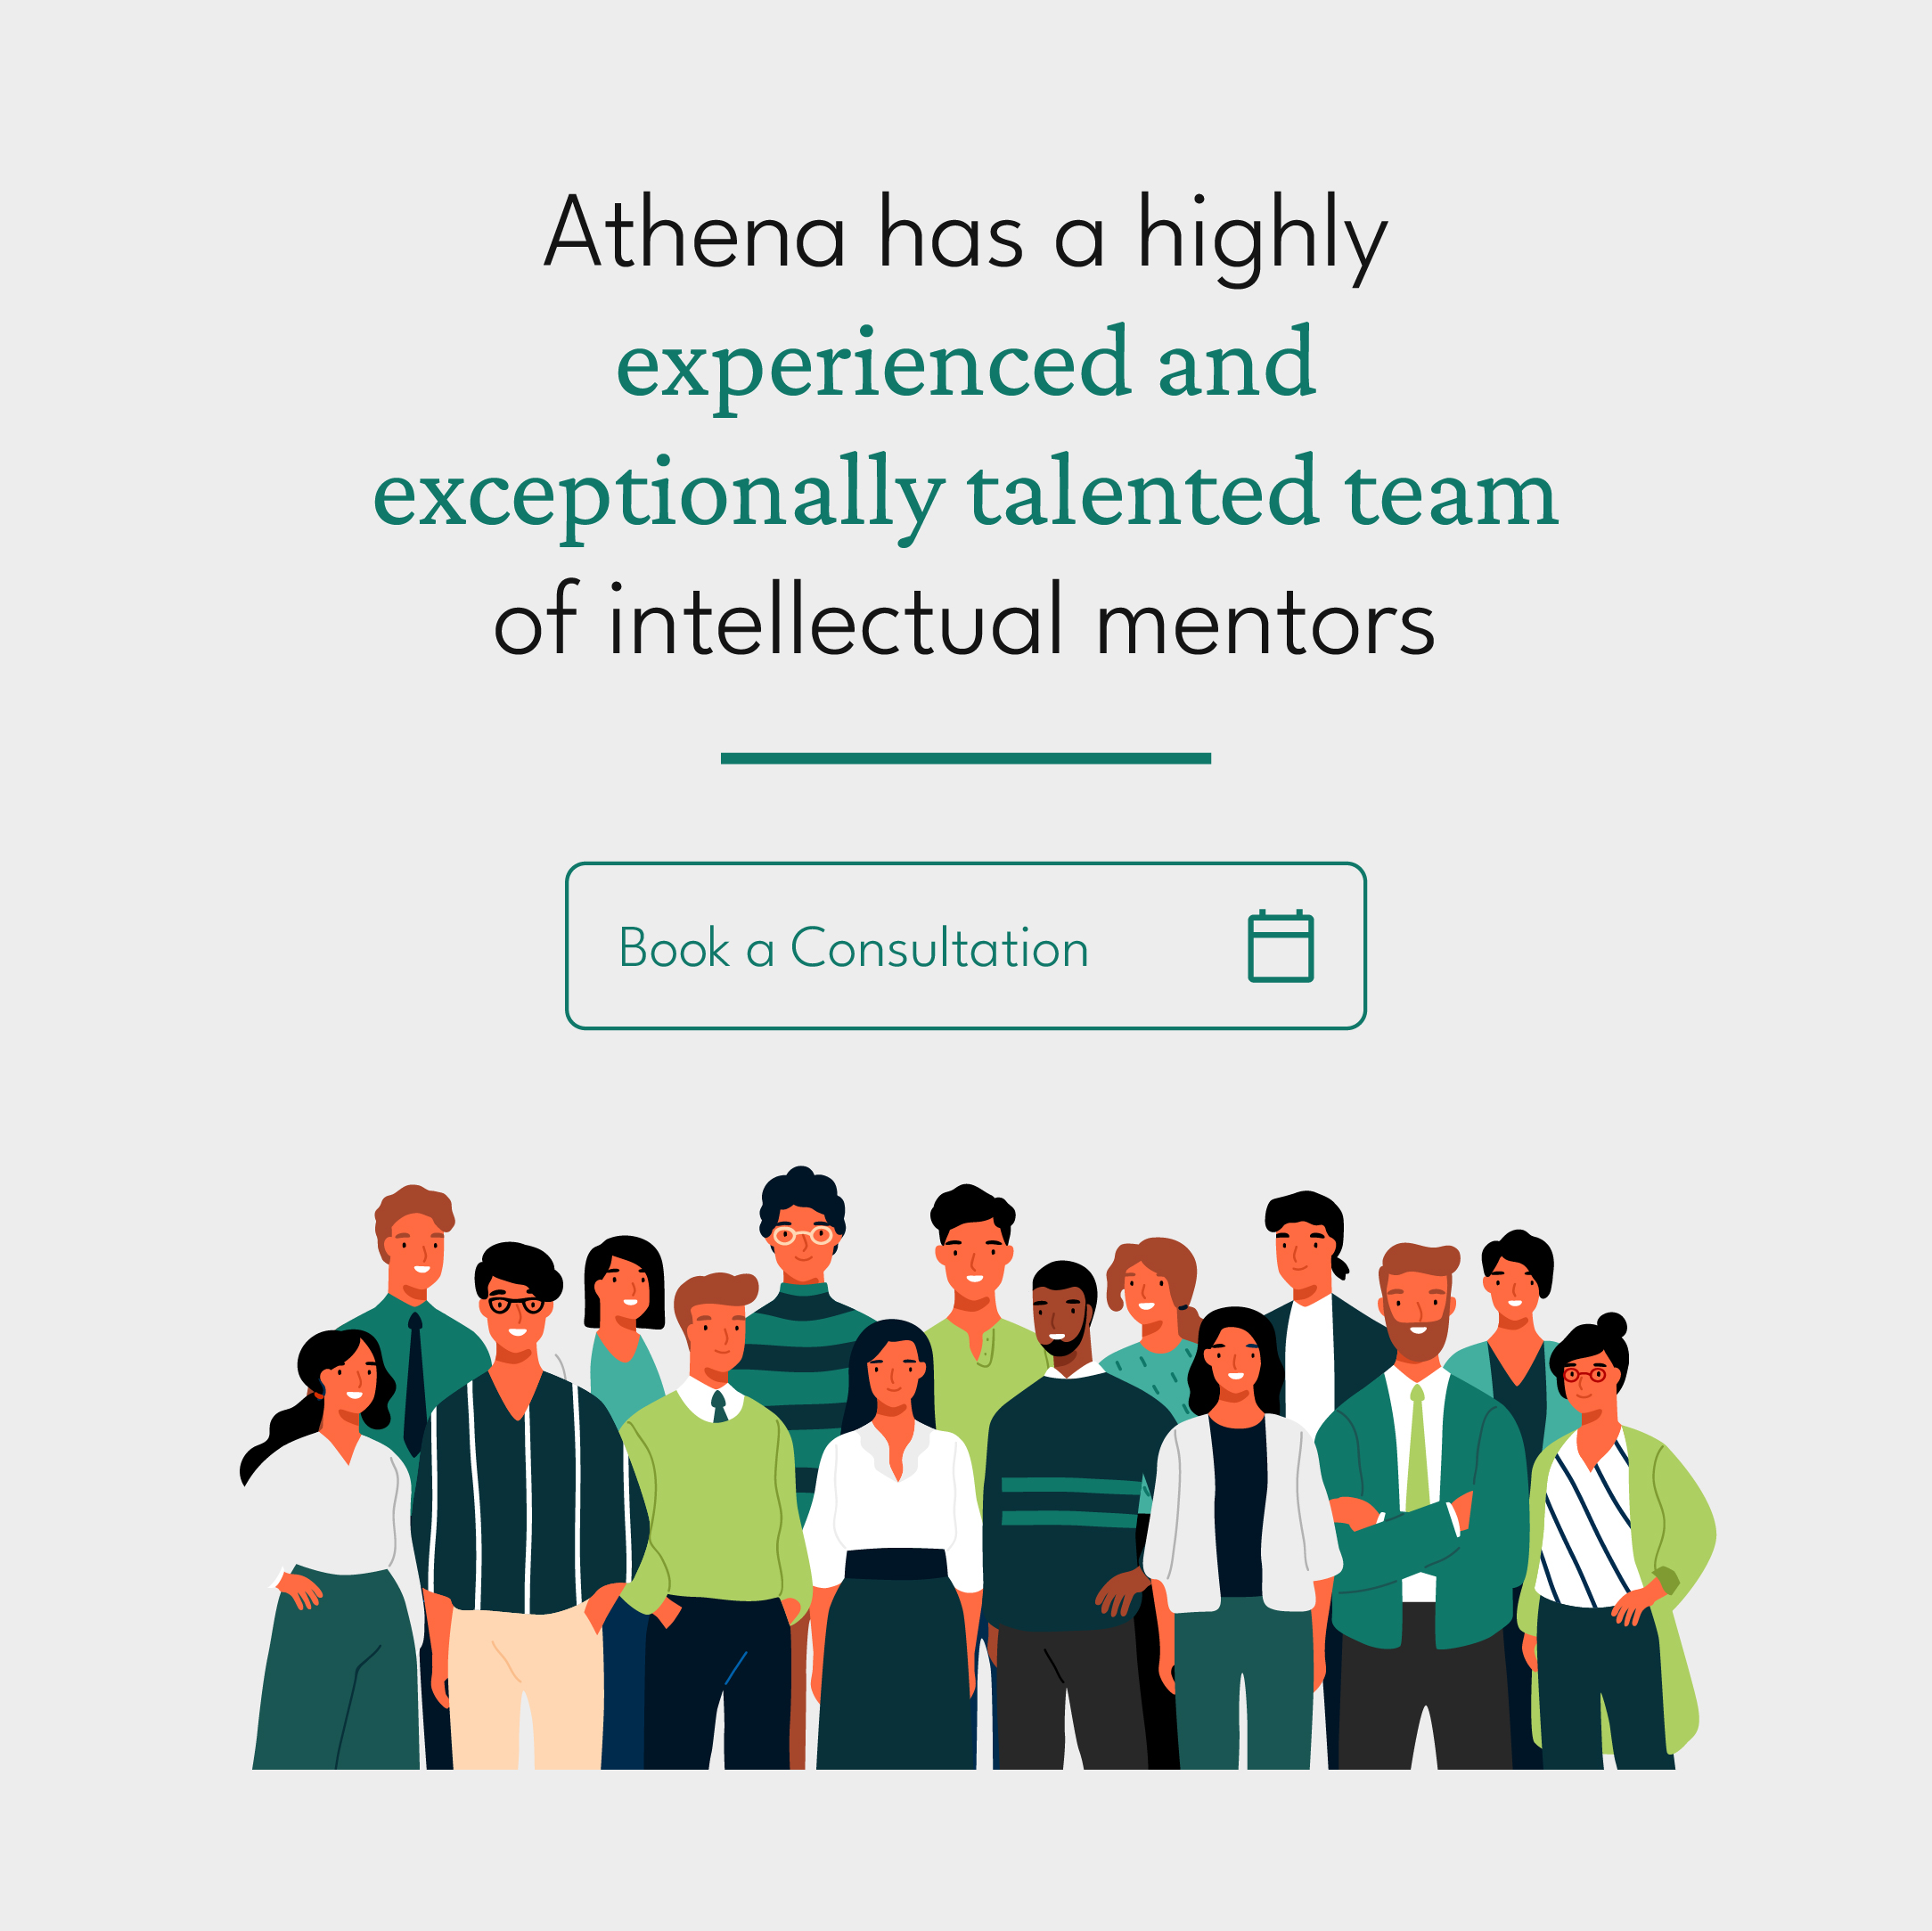 Athena has a highly
experienced and
exceptionally talented team
of intellectual mentors
Book a Consultation